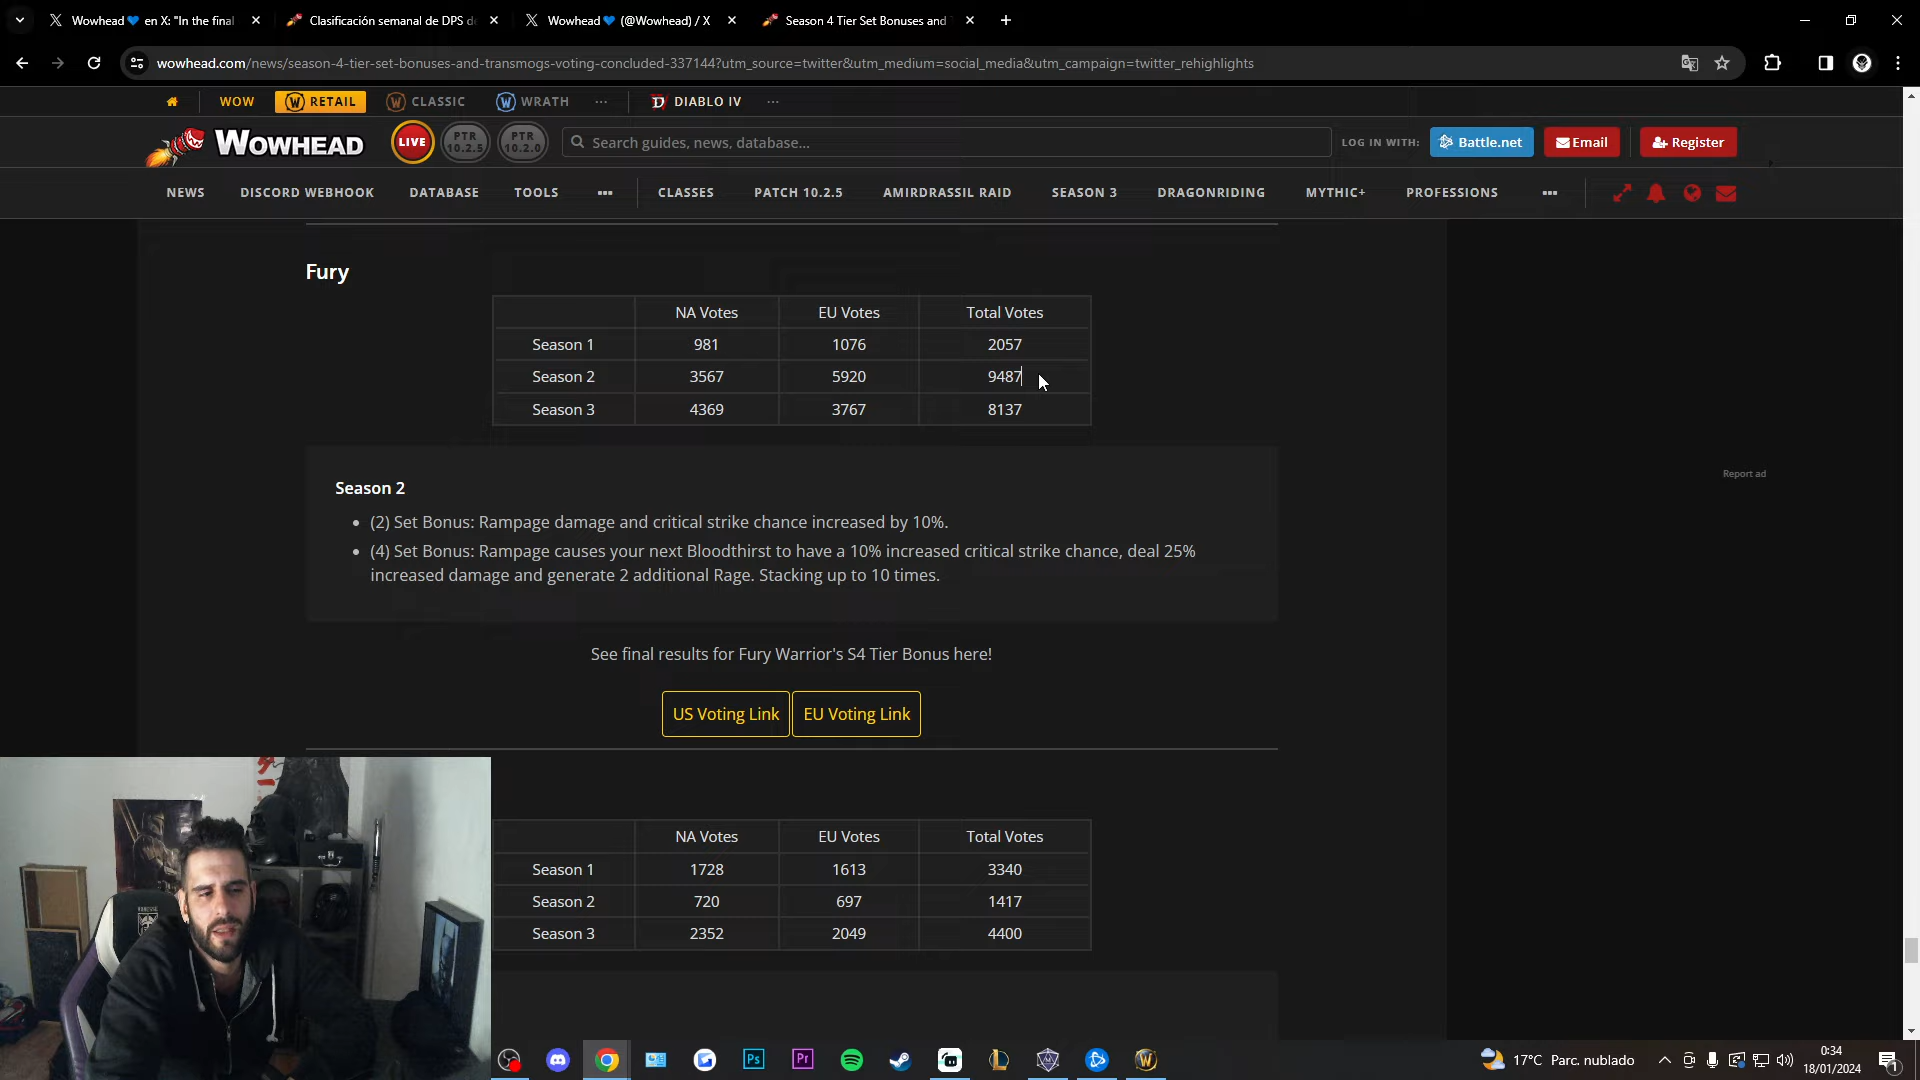 Wowhead💙 en X: "In the final
Clasificación semanal de DPS de
Wowhead💙 (@Wowhead) / X
Season 4 Tier Set Bonuses and
wowhead.com/news/season-4-tier-set-bonuses-and-transmogs-voting-concluded-337144?utm_source=twitter&utm_medium=social_media&utm_campaign=twitter_rehighlights
WOW
RETAIL
CLASSIC
WRATH
DIABLO IV
WOWHEAD
LIVE
PTR 10.2.5
PTR 10.2.0
Search guides, news, database...
LOG IN WITH:
Battle.net
Email
Register
NEWS
DISCORD WEBHOOK
DATABASE
TOOLS
CLASSES
PATCH 10.2.5
AMIRDRASSIL RAID
SEASON 3
DRAGONRIDING
MYTHIC+
PROFESSIONS
Fury
NA Votes EU Votes Total Votes
Season 1 981 1076 2057
Season 2 3567 5920 9487
Season 3 4369 3767 8137
Report ad
Season 2
• (2) Set Bonus: Rampage damage and critical strike chance increased by 10%.
• (4) Set Bonus: Rampage causes your next Bloodthirst to have a 10% increased critical strike chance, deal 25%
increased damage and generate 2 additional Rage. Stacking up to 10 times.
See final results for Fury Warrior's S4 Tier Bonus here!
US Voting Link
EU Voting Link
NA Votes EU Votes Total Votes
Season 1 1728 1613 3340
Season 2 720 697 1417
Season 3 2352 2049 4400
Ps
Pr
17°C Parc. nublado
0:34
18/01/2024
1